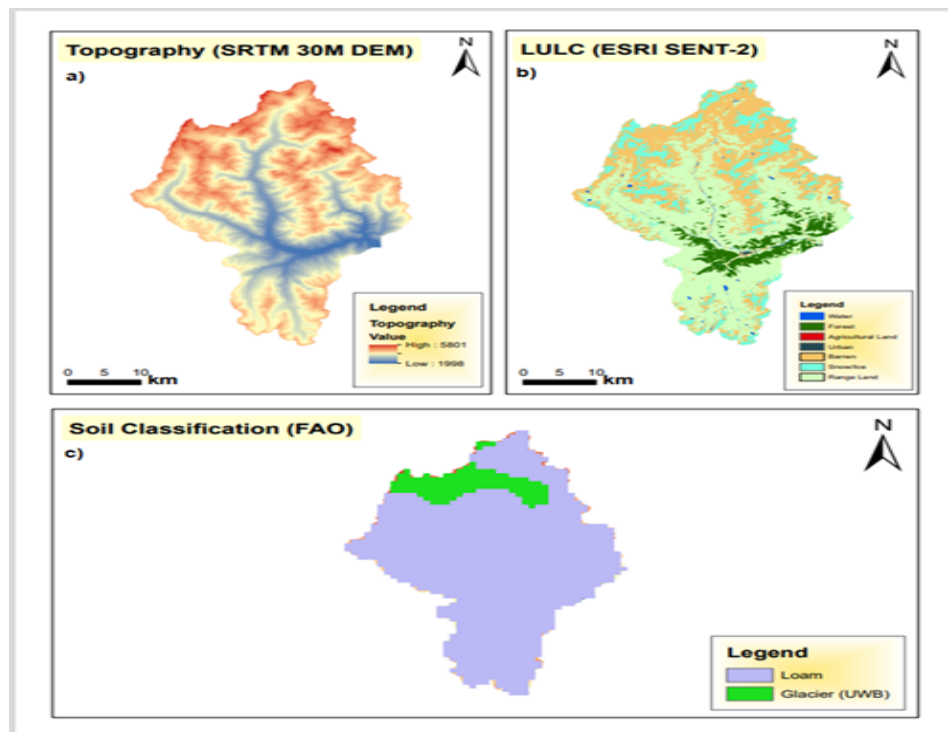 Topography (SRTM 30M DEM)
a)
N
Legend
Topography
Value
High : 5801
Low : 1998
0 5 10
km
LULC (ESRI SENT-2)
b)
N
Legend
Water
Forest
Agricultural Land
Urban
Barren
Snow/Ice
Range Land
0 5 10
km
Soil Classification (FAO)
c)
N
Legend
Loam
Glacier (UWB)